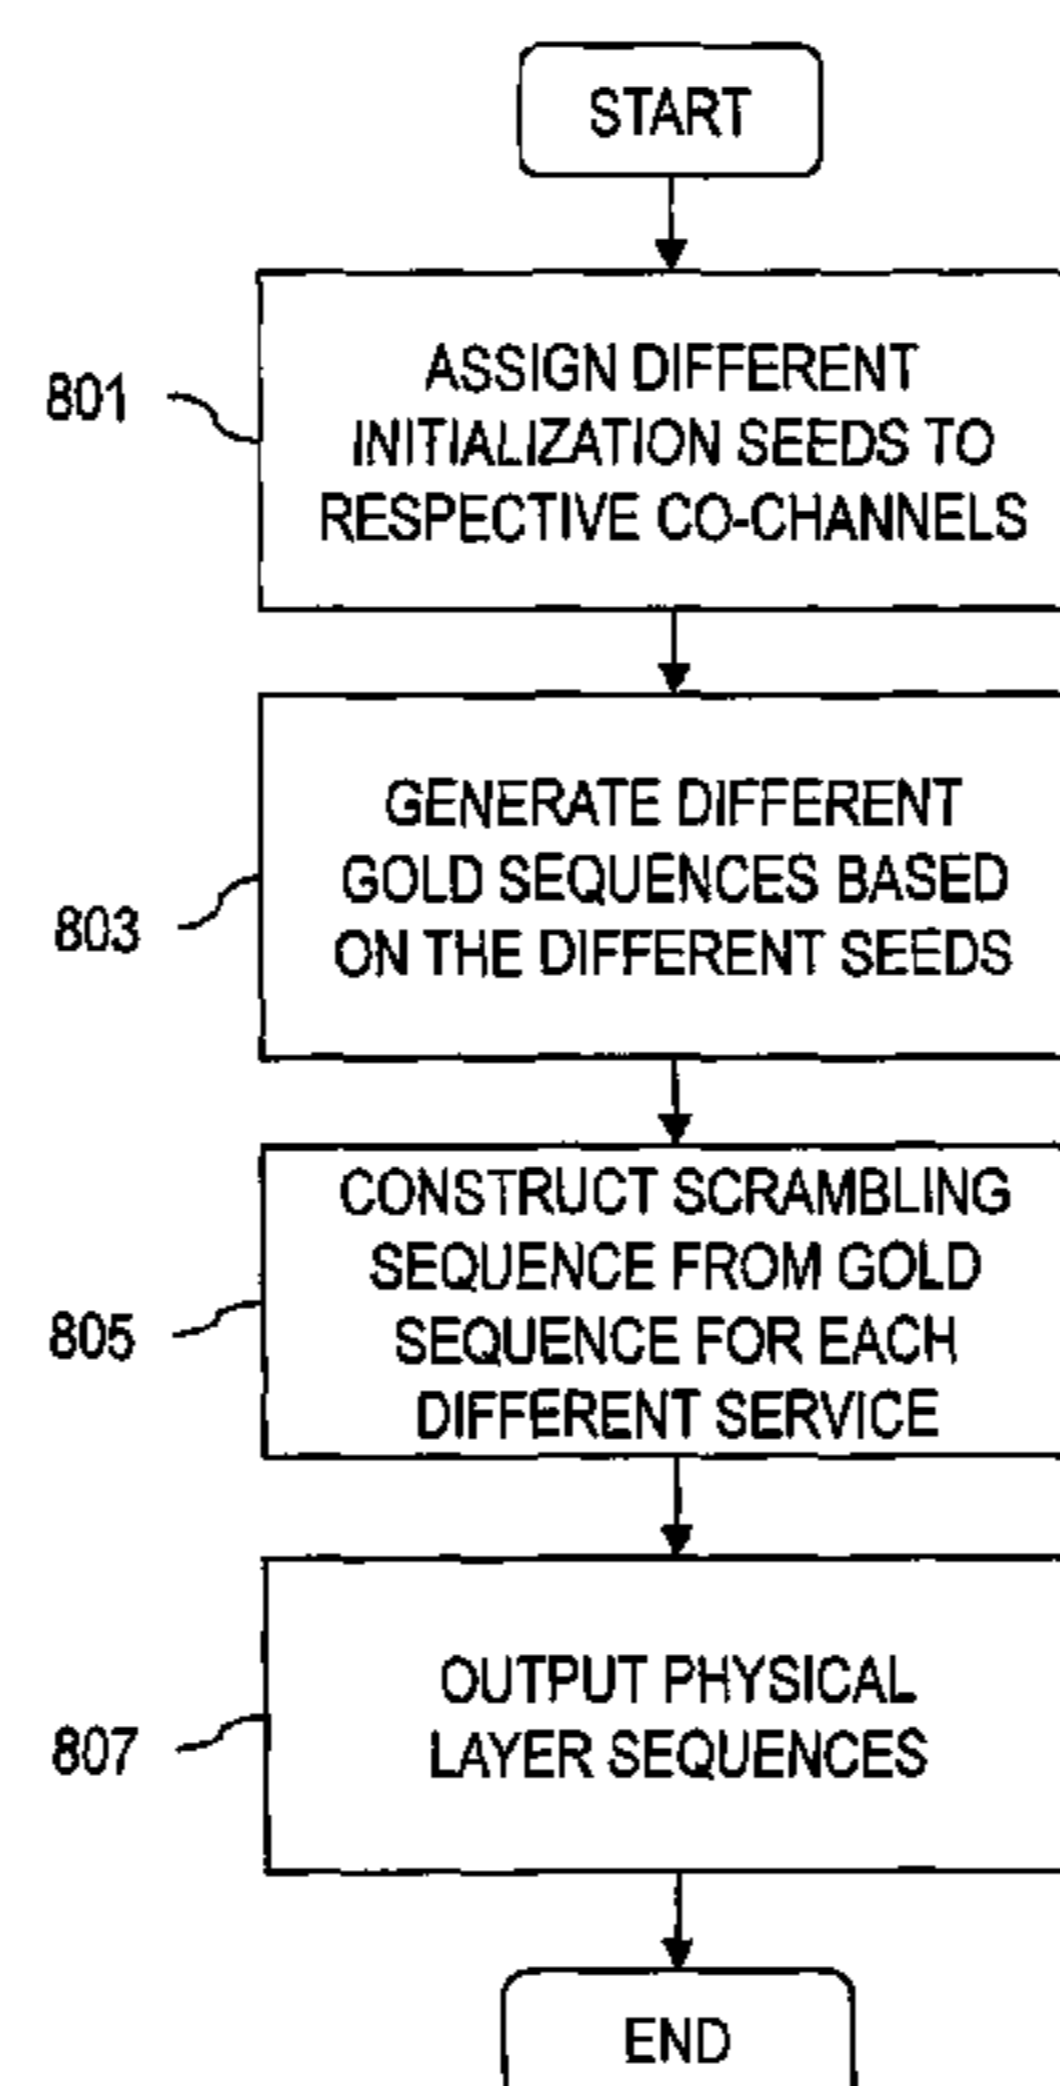 START
801
ASSIGN DIFFERENT
INITIALIZATION SEEDS TO
RESPECTIVE CO-CHANNELS
803
GENERATE DIFFERENT
GOLD SEQUENCES BASED
ON THE DIFFERENT SEEDS
805
CONSTRUCT SCRAMBLING
SEQUENCE FROM GOLD
SEQUENCE FOR EACH
DIFFERENT SERVICE
807
OUTPUT PHYSICAL
LAYER SEQUENCES
END